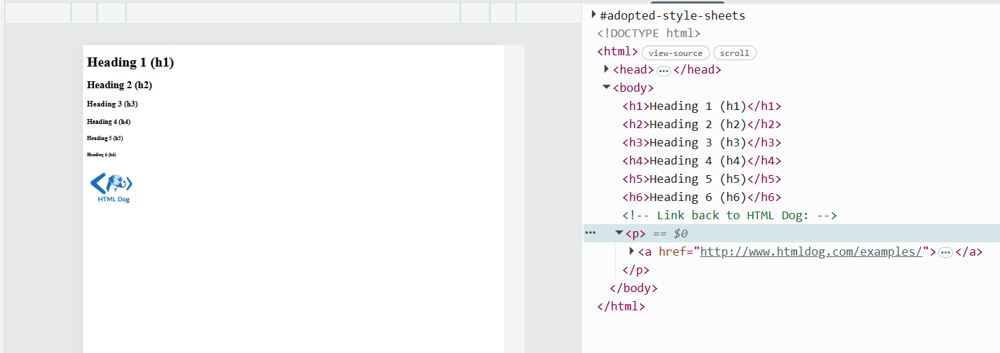 Heading 1 (h1)
Heading 2 (h2)
Heading 3 (h3)
Heading 4 (h4)
Heading 5 (h5)
Heading 6 (h6)
HTML Dog
#adopted-style-sheets
<!DOCTYPE html>
<html> view-source scroll
<head> ••• </head>
<body>
<h1>Heading 1 (h1)</h1>
<h2>Heading 2 (h2)</h2>
<h3>Heading 3 (h3)</h3>
<h4>Heading 4 (h4)</h4>
<h5>Heading 5 (h5)</h5>
<h6>Heading 6 (h6)</h6>
<!-- Link back to HTML Dog: -->
••• <p> == $0
<a href="http://www.htmldog.com/examples/"> ••• </a>
</p>
</body>
</html>